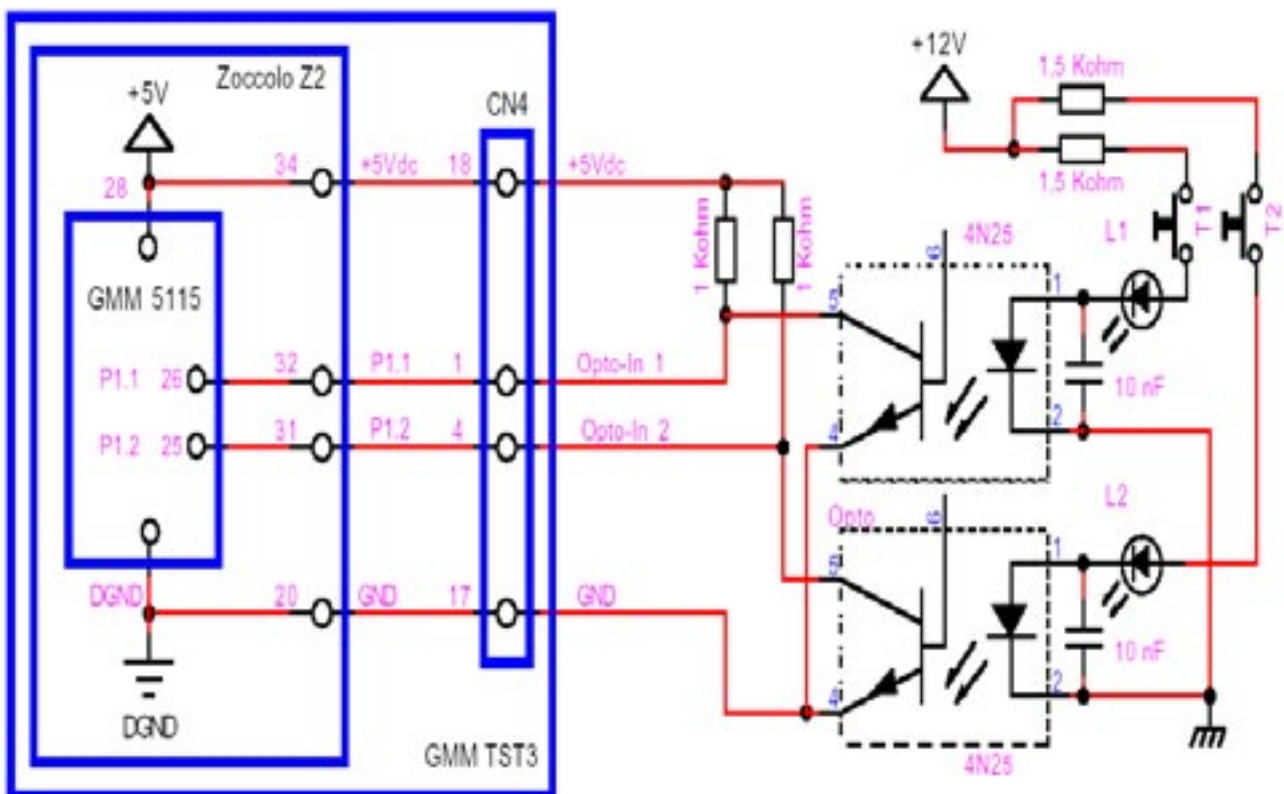 Zoccolo Z2
+5V
CN4
+12V
1,5 Kohm
1,5 Kohm
34
+5Vdc
18
+5Vdc
28
1 Kohm
1 Kohm
4N25
6
L1
T1
T2
GMM 5115
5
1
P1.1
26
32
P1.1
1
Opto-In 1
10 nF
P1.2
25
31
P1.2
4
Opto-In 2
4
2
Opto
6
L2
5
1
DGND
20
GND
17
GND
10 nF
4
2
DGND
GMM TST3
4N25